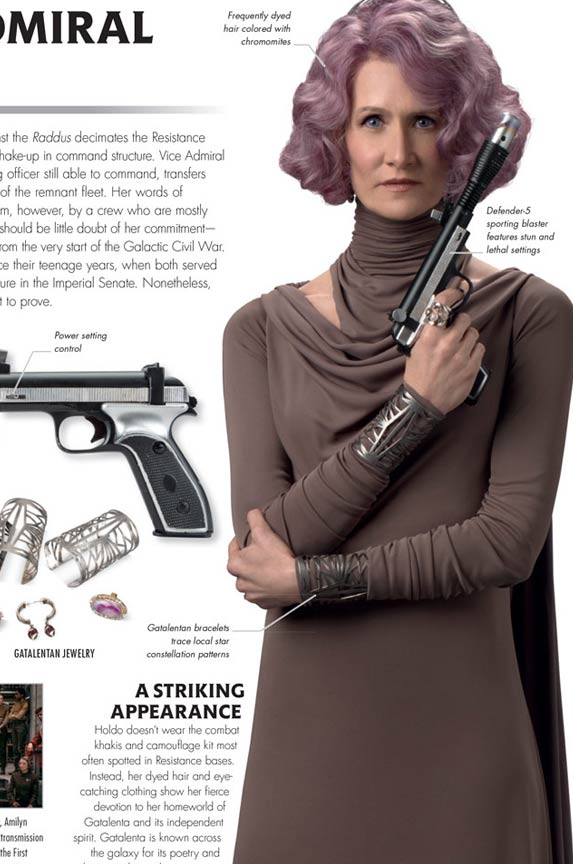 DMIRAL
Frequently dyed
hair colored with
chromomites
st the Raddus decimates the Resistance
hake-up in command structure. Vice Admiral
g officer still able to command, transfers
of the remnant fleet. Her words of
m, however, by a crew who are mostly
should be little doubt of her commitment—
rom the very start of the Galactic Civil War.
ce their teenage years, when both served
ure in the Imperial Senate. Nonetheless,
t to prove.
Defender-5
sporting blaster
features stun and
lethal settings
Power setting
control
GATALENTAN JEWELRY
Gatalentan bracelets
trace local star
constellation patterns
A STRIKING
APPEARANCE
Holdo doesn't wear the combat
khakis and camouflage kit most
often spotted in Resistance bases.
Instead, her dyed hair and eye-
catching clothing show her fierce
devotion to her homeworld of
Gatalenta and its independent
spirit. Gatalenta is known across
the galaxy for its poetry and
, Amilyn
transmission
the First